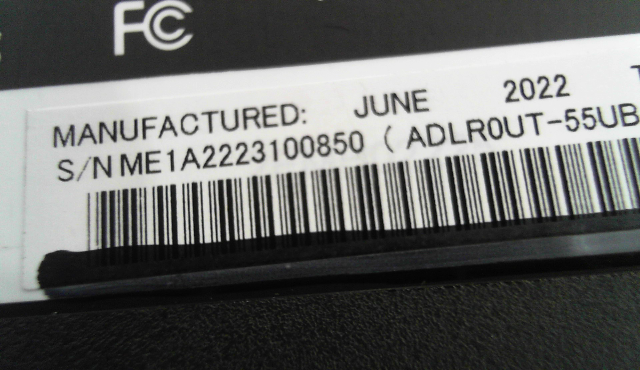 FC
MANUFACTURED: JUNE 2022
S/N ME1A2223100850 ( ADLR0UT-55UB